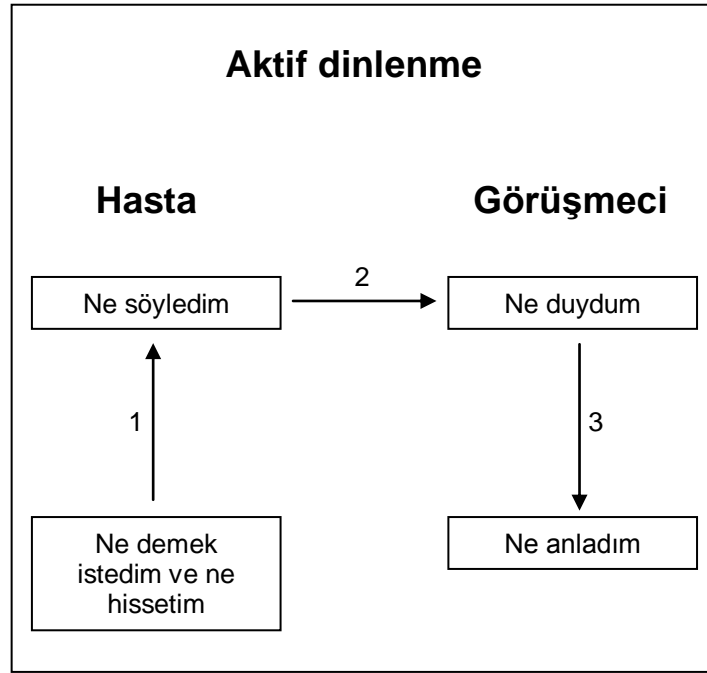 Aktif dinlenme
Hasta
Görüşmeci
Ne söyledim
2
Ne duydum
1
3
Ne demek
istedim ve ne
hissetim
Ne anladım